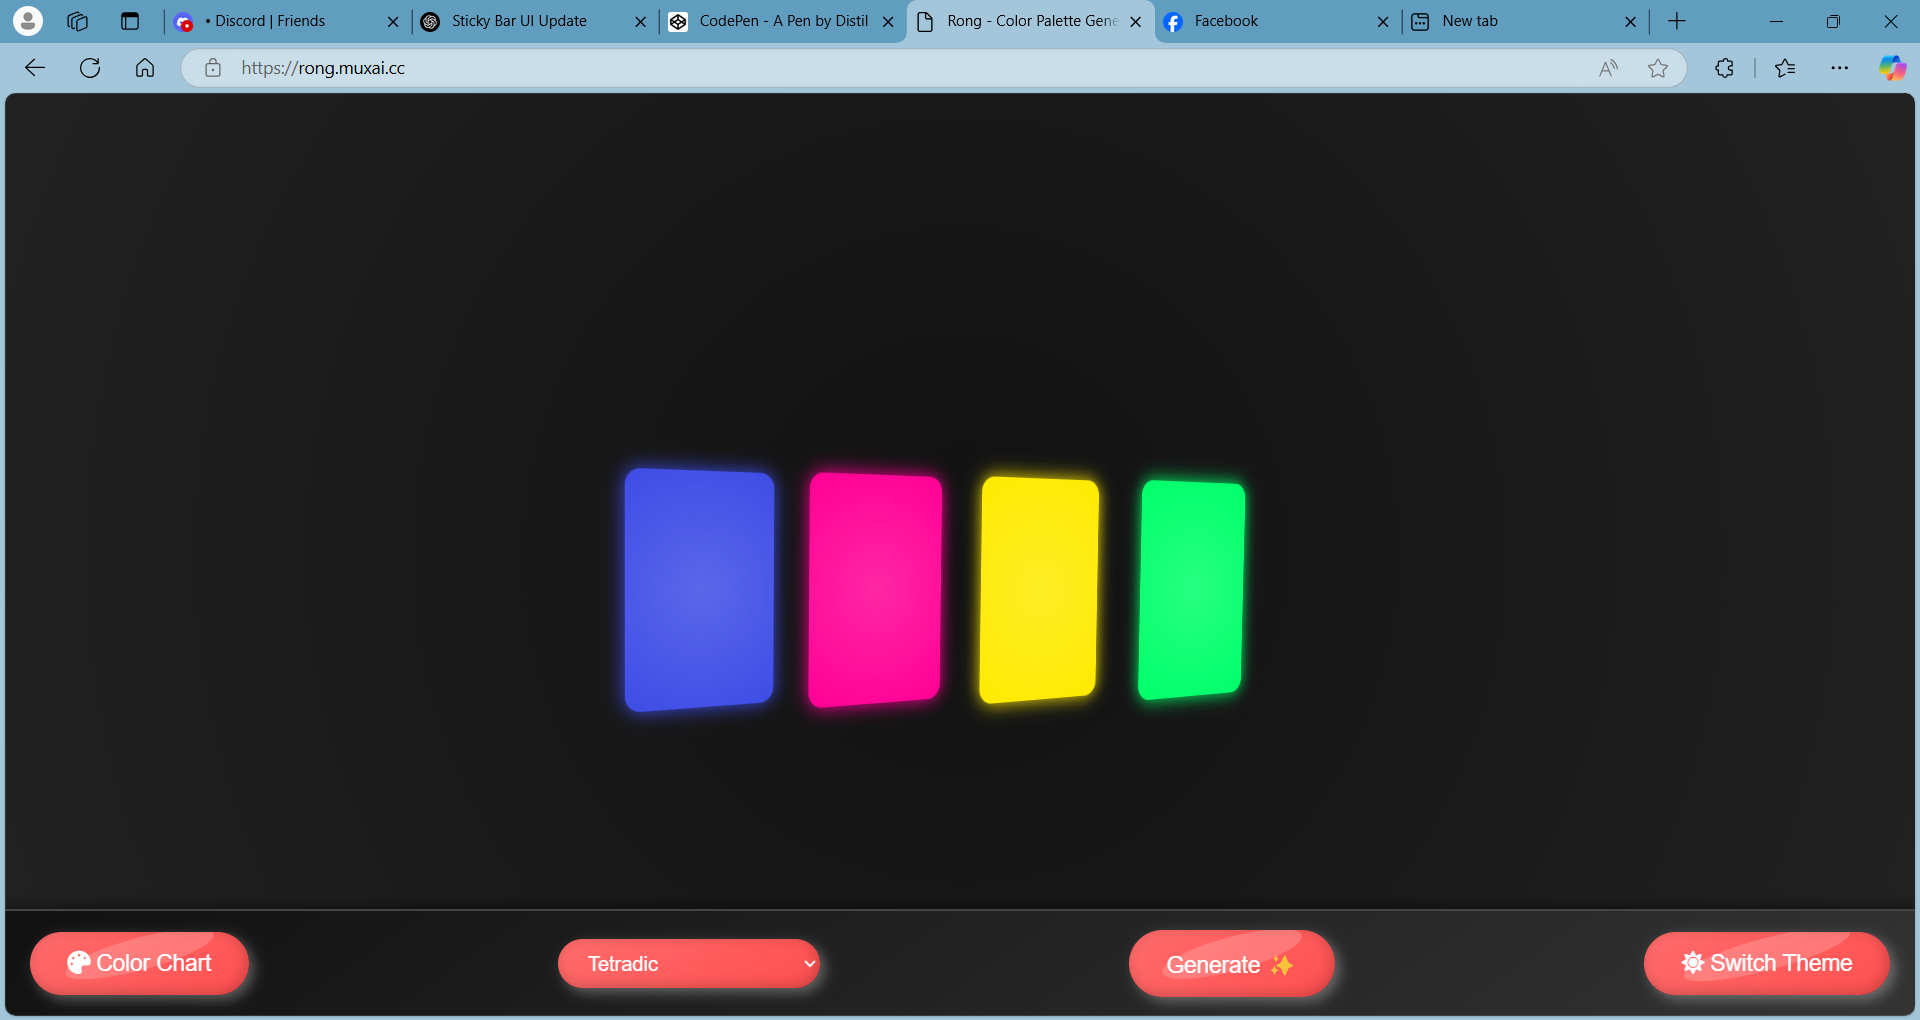 • Discord | Friends
Sticky Bar UI Update
CodePen - A Pen by Distil
Rong - Color Palette Gene
Facebook
New tab
https://rong.muxai.cc
Color Chart
Tetradic
Generate ✨
Switch Theme